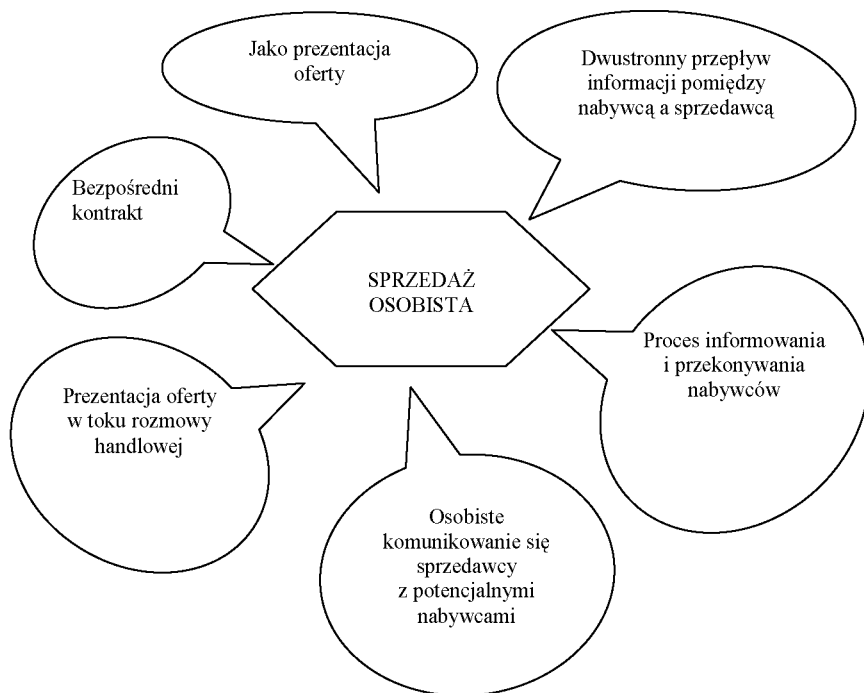 Jako prezentacja
oferty
Dwustronny przepływ
informacji pomiędzy
nabywcą a sprzedawcą
Bezpośredni
kontrakt
SPRZEDAŻ
OSOBISTA
Proces informowania
i przekonywania
nabywców
Prezentacja oferty
w toku rozmowy
handlowej
Osobiste
komunikowanie się
sprzedawcy
z potencjalnymi
nabywcami